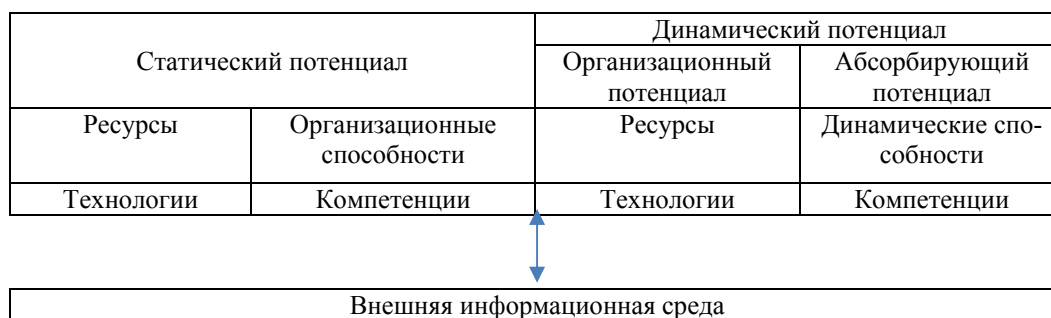 Динамический потенциал
Статический потенциал
Организационный
потенциал
Абсорбирующий
потенциал
Ресурсы
Организационные
способности
Ресурсы
Динамические спо-
собности
Технологии
Компетенции
Технологии
Компетенции
Внешняя информационная среда